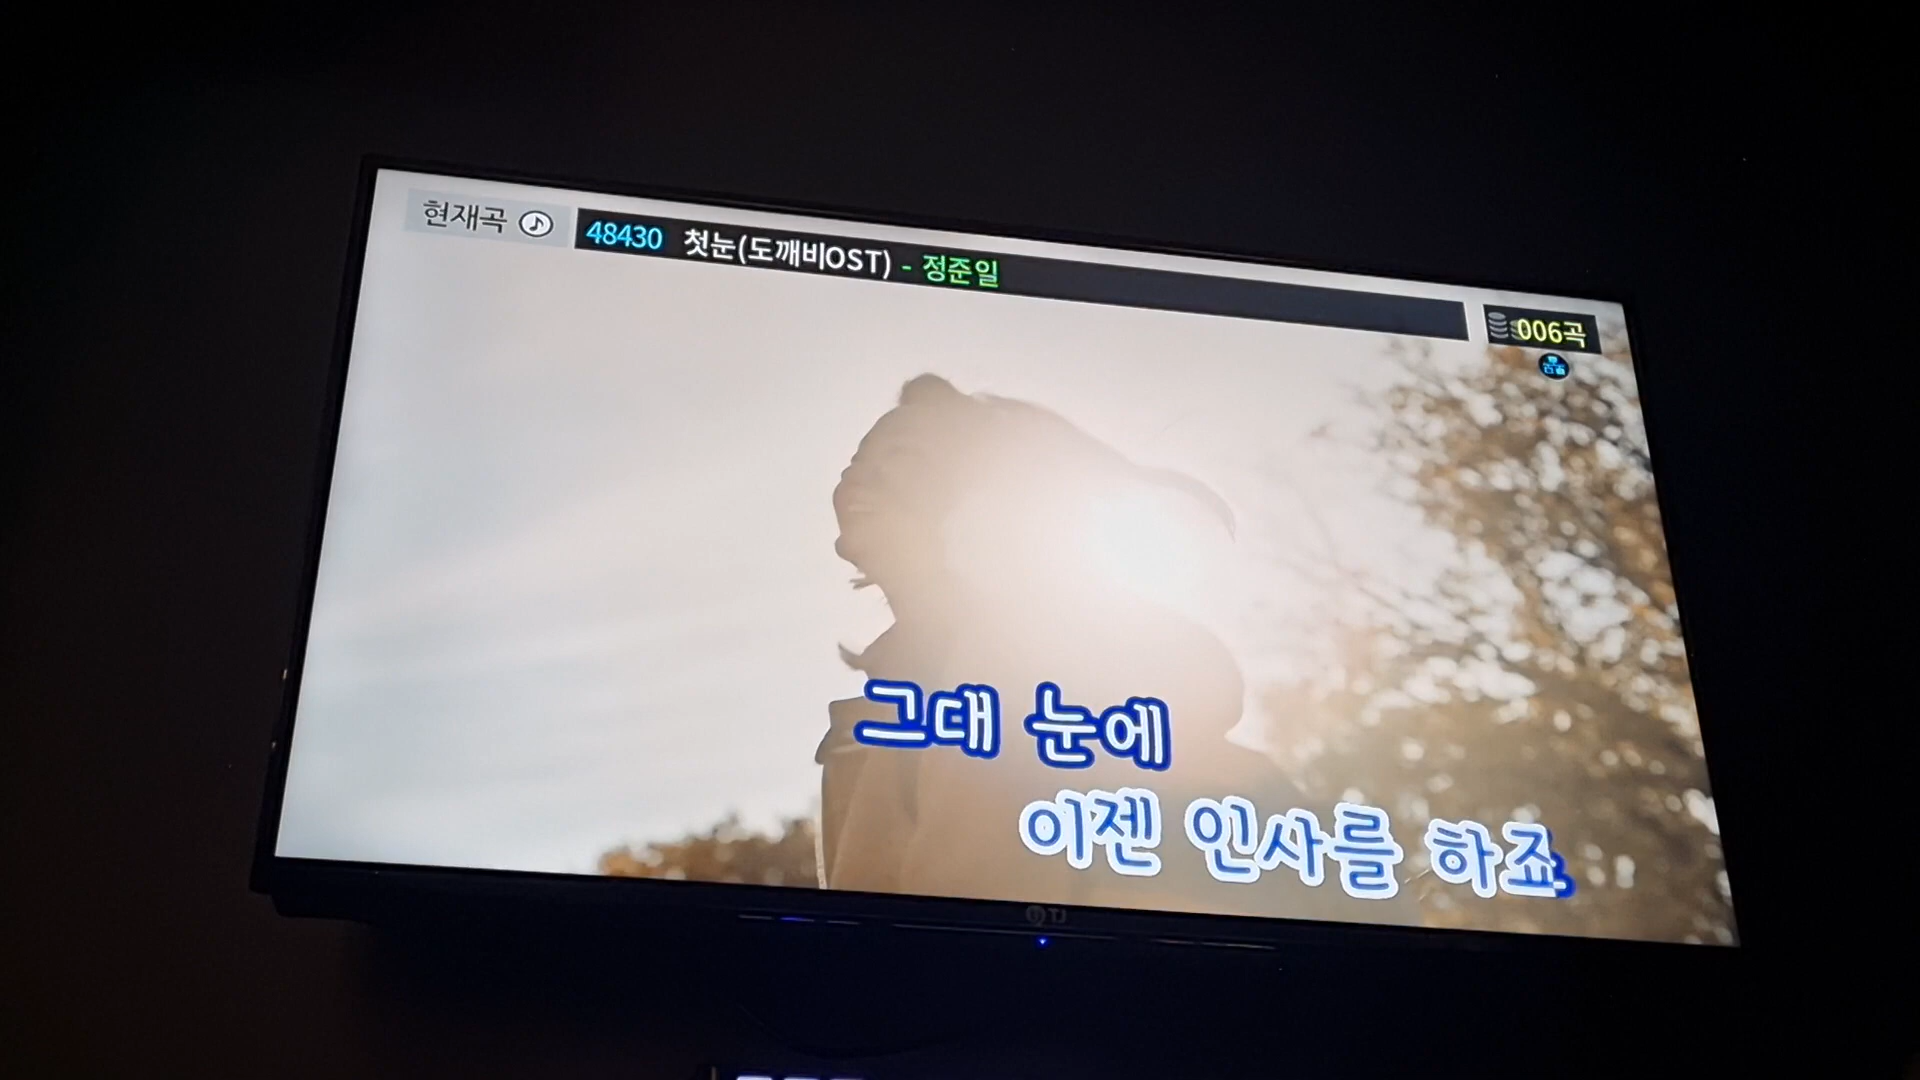 현재곡
48430 첫눈(도깨비OST) - 정준일
006곡
그대 눈에
이젠 인사를 하죠
TJ